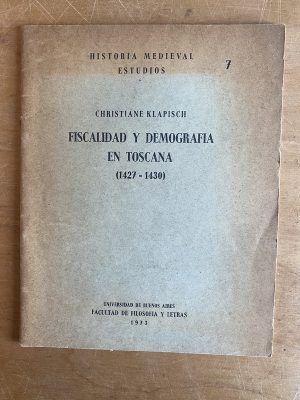 HISTORIA MEDIEVAL
ESTUDIOS
7
CHRISTIANE KLAPISCH
FISCALIDAD Y DEMOGRAFIA
EN TOSCANA
(1427 - 1430)
UNIVERSIDAD DE BUENOS AIRES
FACULTAD DE FILOSOFIA Y LETRAS
1973